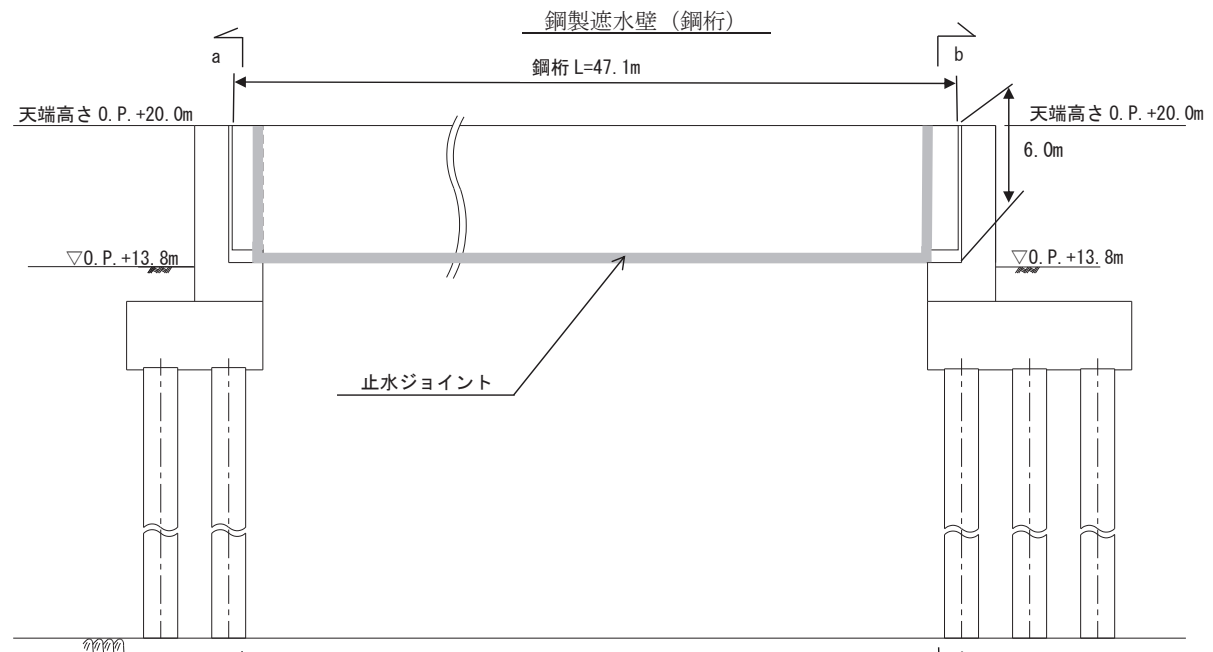 鋼製遮水壁（鋼桁）
a
b
鋼桁 L=47.1m
天端高さ O.P.+20.0m
天端高さ O.P.+20.0m
6.0m
▽O.P.+13.8m
▽O.P.+13.8m
止水ジョイント